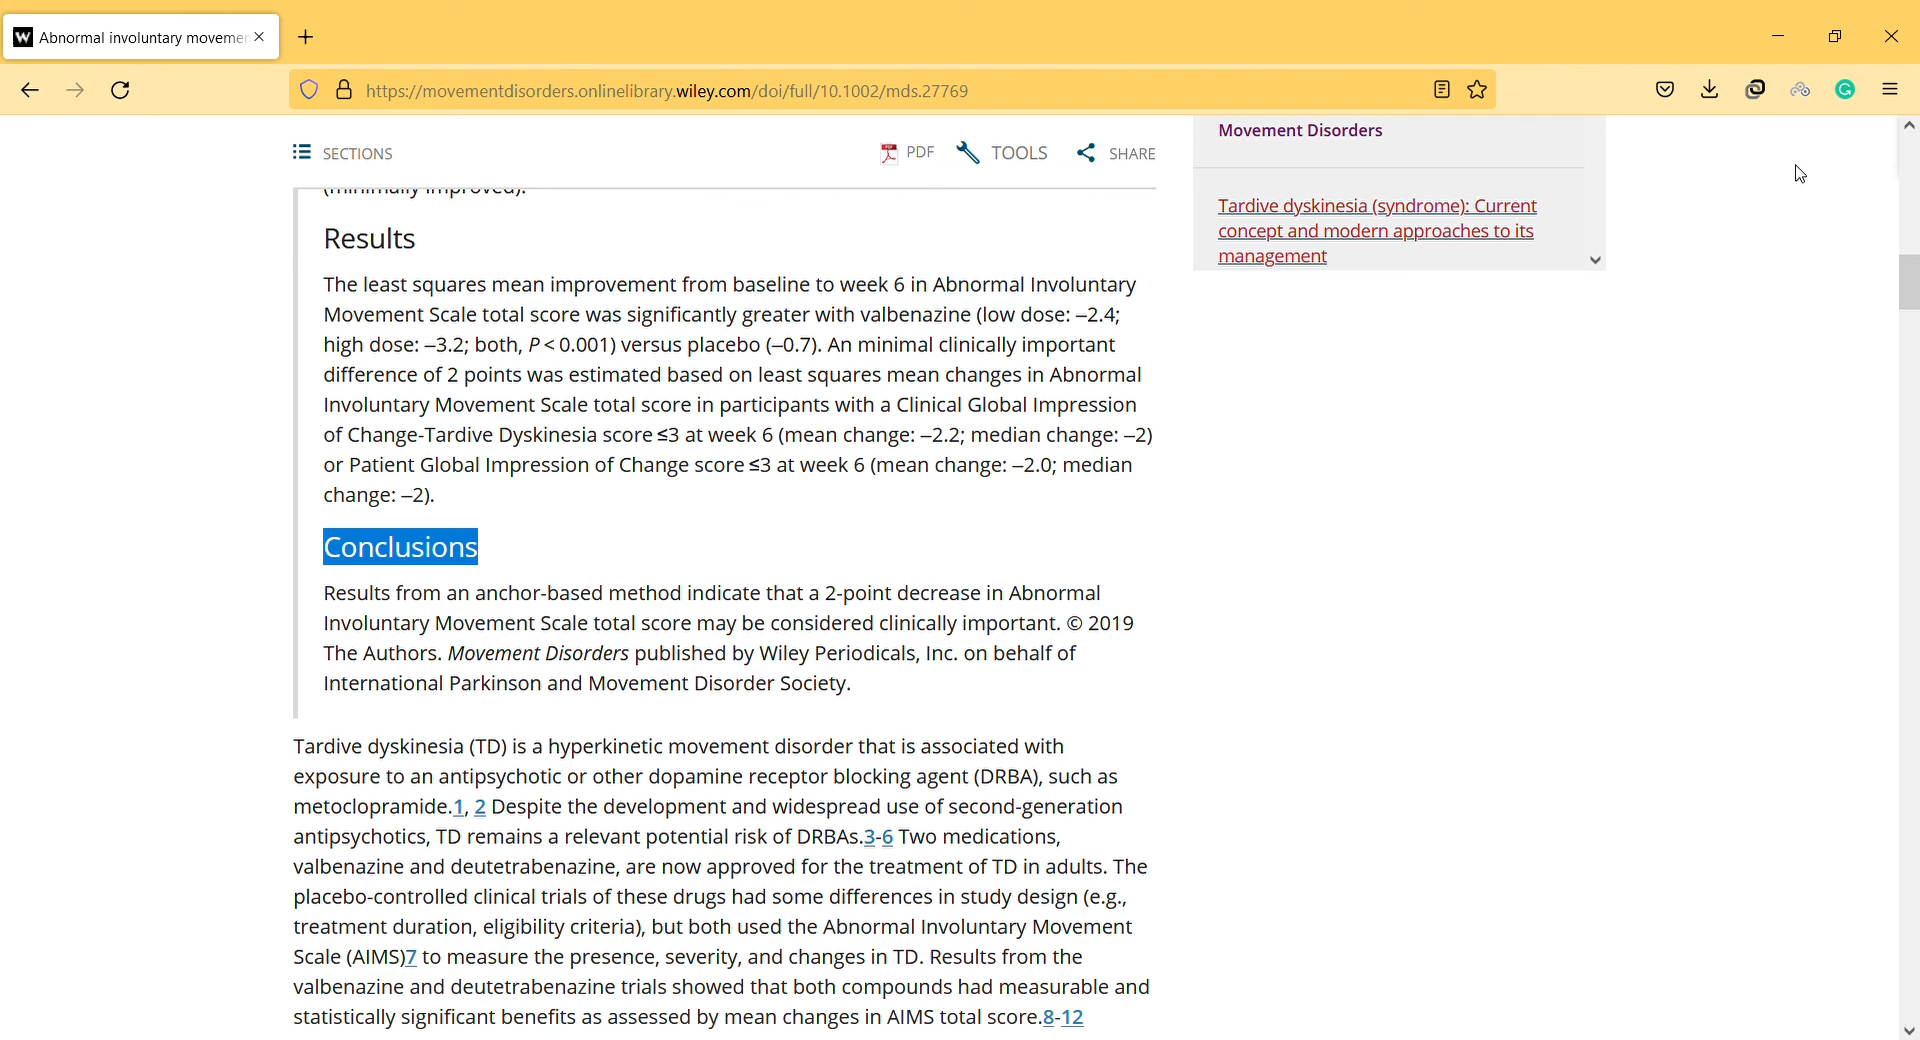 Abnormal involuntary movemen
https://movementdisorders.onlinelibrary.wiley.com/doi/full/10.1002/mds.27769
SECTIONS
PDF
TOOLS
SHARE
(minimally improved).
Results
The least squares mean improvement from baseline to week 6 in Abnormal Involuntary
Movement Scale total score was significantly greater with valbenazine (low dose: –2.4;
high dose: –3.2; both, P < 0.001) versus placebo (–0.7). An minimal clinically important
difference of 2 points was estimated based on least squares mean changes in Abnormal
Involuntary Movement Scale total score in participants with a Clinical Global Impression
of Change-Tardive Dyskinesia score ≤3 at week 6 (mean change: –2.2; median change: –2)
or Patient Global Impression of Change score ≤3 at week 6 (mean change: –2.0; median
change: –2).
Conclusions
Results from an anchor-based method indicate that a 2-point decrease in Abnormal
Involuntary Movement Scale total score may be considered clinically important. © 2019
The Authors. Movement Disorders published by Wiley Periodicals, Inc. on behalf of
International Parkinson and Movement Disorder Society.
Tardive dyskinesia (TD) is a hyperkinetic movement disorder that is associated with
exposure to an antipsychotic or other dopamine receptor blocking agent (DRBA), such as
metoclopramide.1, 2 Despite the development and widespread use of second-generation
antipsychotics, TD remains a relevant potential risk of DRBAs.3-6 Two medications,
valbenazine and deutetrabenazine, are now approved for the treatment of TD in adults. The
placebo-controlled clinical trials of these drugs had some differences in study design (e.g.,
treatment duration, eligibility criteria), but both used the Abnormal Involuntary Movement
Scale (AIMS)7 to measure the presence, severity, and changes in TD. Results from the
valbenazine and deutetrabenazine trials showed that both compounds had measurable and
statistically significant benefits as assessed by mean changes in AIMS total score.8-12
Movement Disorders
Tardive dyskinesia (syndrome): Current
concept and modern approaches to its
management